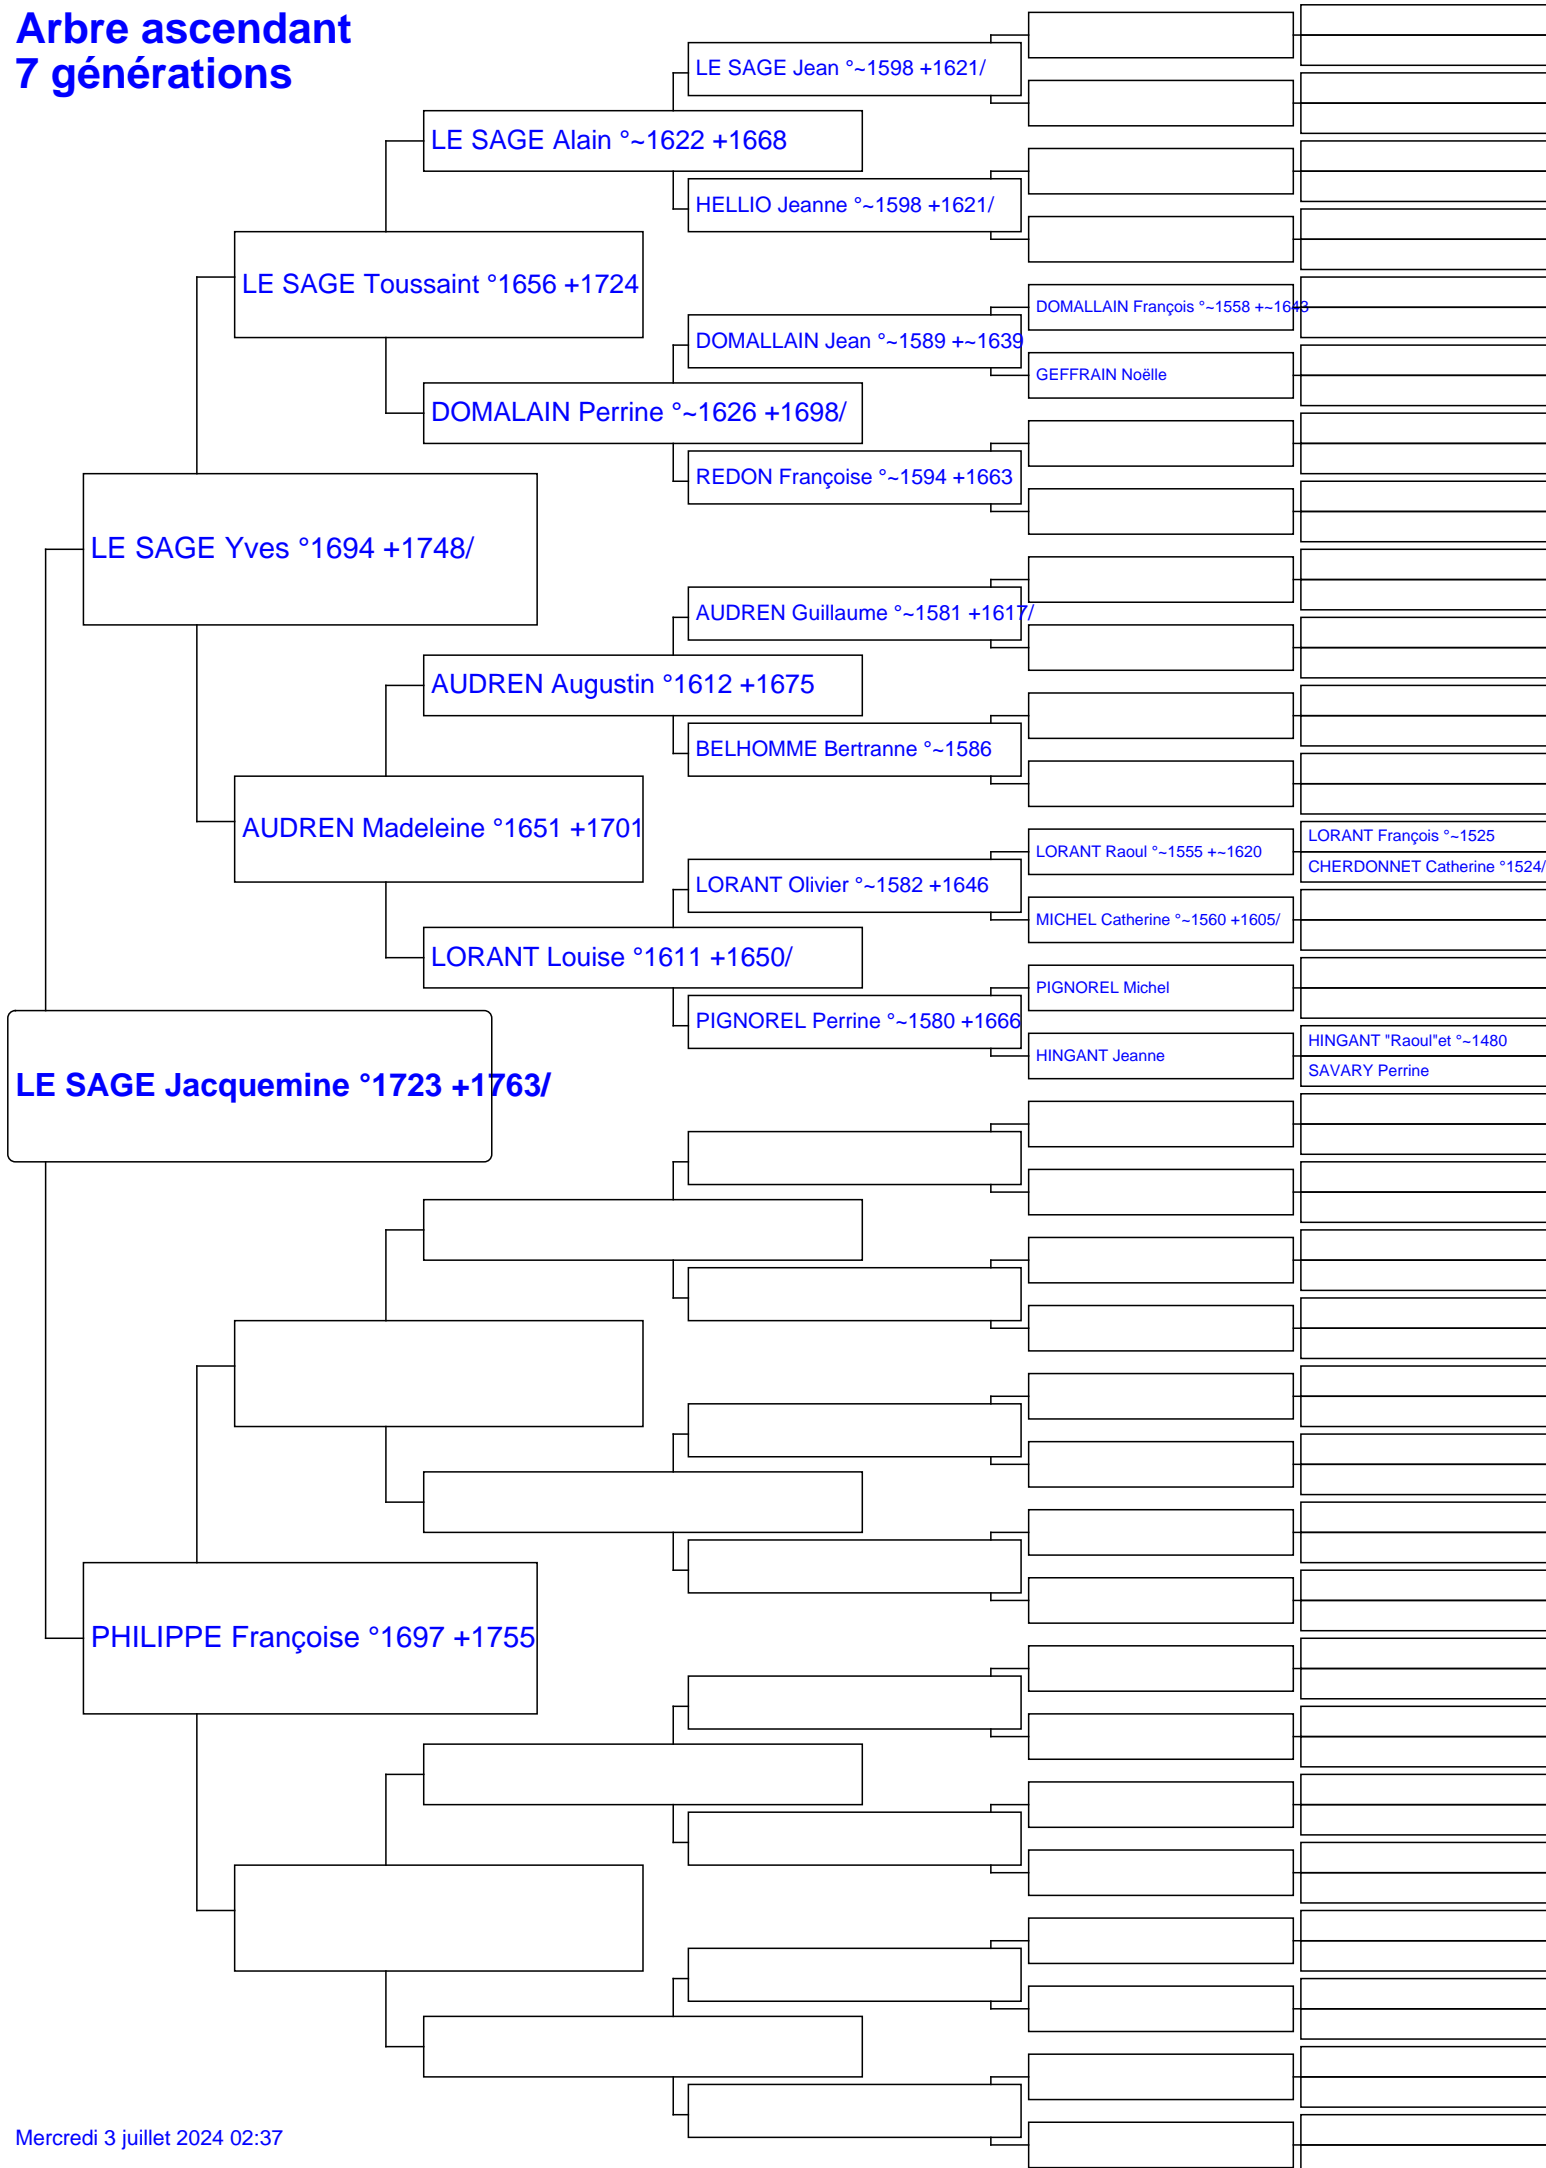 Arbre ascendant
7 générations
LE SAGE Jean °~1598 +1621/
LE SAGE Alain °~1622 +1668
HELLIO Jeanne °~1598 +1621/
LE SAGE Toussaint °1656 +1724
DOMALLAIN François °~1558 +~1643
DOMALLAIN Jean °~1589 +~1639
GEFFRAIN Noëlle
DOMALAIN Perrine °~1626 +1698/
REDON Françoise °~1594 +1663
LE SAGE Yves °1694 +1748/
AUDREN Guillaume °~1581 +1617/
AUDREN Augustin °1612 +1675
BELHOMME Bertranne °~1586
AUDREN Madeleine °1651 +1701
LORANT François °~1525
LORANT Raoul °~1555 +~1620
CHERDONNET Catherine °1524/
LORANT Olivier °~1582 +1646
MICHEL Catherine °~1560 +1605/
LORANT Louise °1611 +1650/
PIGNOREL Michel
PIGNOREL Perrine °~1580 +1666
HINGANT "Raoul"et °~1480
HINGANT Jeanne
SAVARY Perrine
LE SAGE Jacquemine °1723 +1763/
PHILIPPE Françoise °1697 +1755
Mercredi 3 juillet 2024 02:37